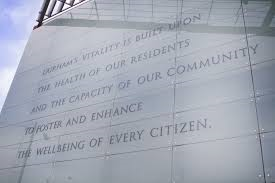 DURHAM'S VITALITY IS BUILT UPON
THE HEALTH OF OUR RESIDENTS
AND THE CAPACITY OF OUR COMMUNITY
TO FOSTER AND ENHANCE
THE WELLBEING OF EVERY CITIZEN.